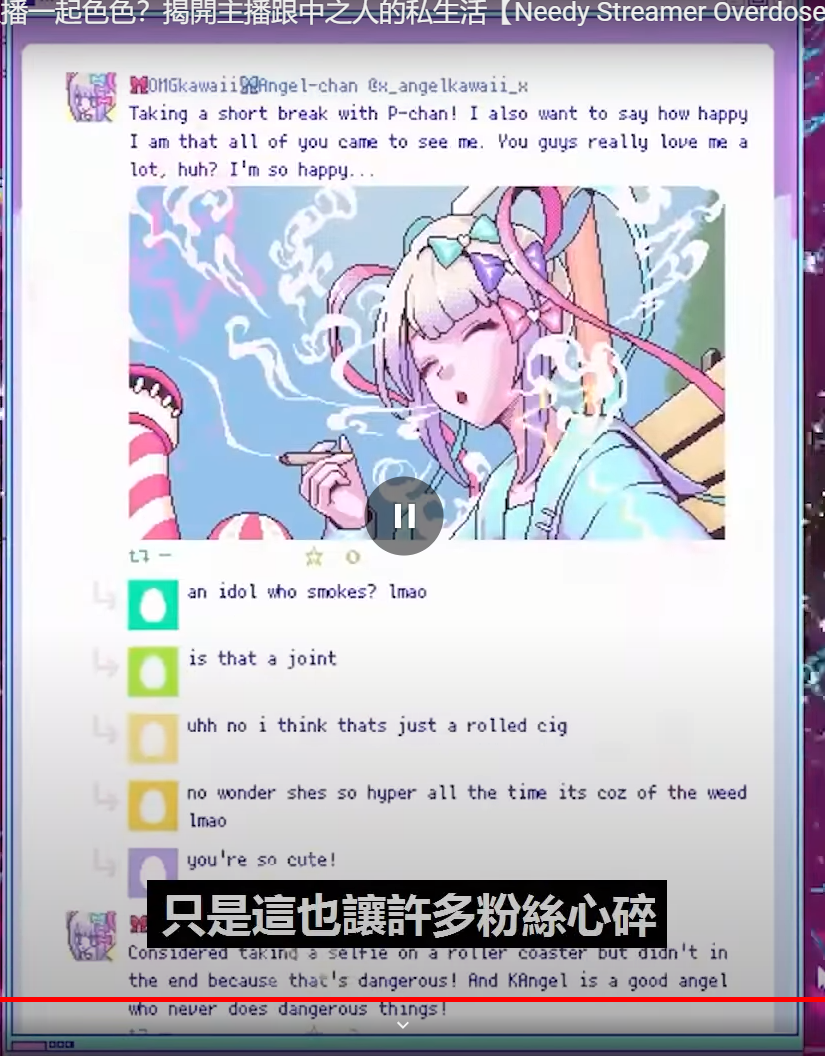 播一起色色？揭開主播跟中之人的私生活【Needy Streamer Overdose
OMGkawaii Angel-chan @x_angelkawaii_x
Taking a short break with P-chan! I also want to say how happy
I am that all of you came to see me. You guys really love me a
lot, huh? I'm so happy...
an idol who smokes? lmao
is that a joint
uhh no i think thats just a rolled cig
no wonder shes so hyper all the time its coz of the weed
lmao
you're so cute!
只是這也讓許多粉絲心碎
Considered taking a selfie on a roller coaster but didn't in
the end because that's dangerous! And KAngel is a good angel
who never does dangerous things!